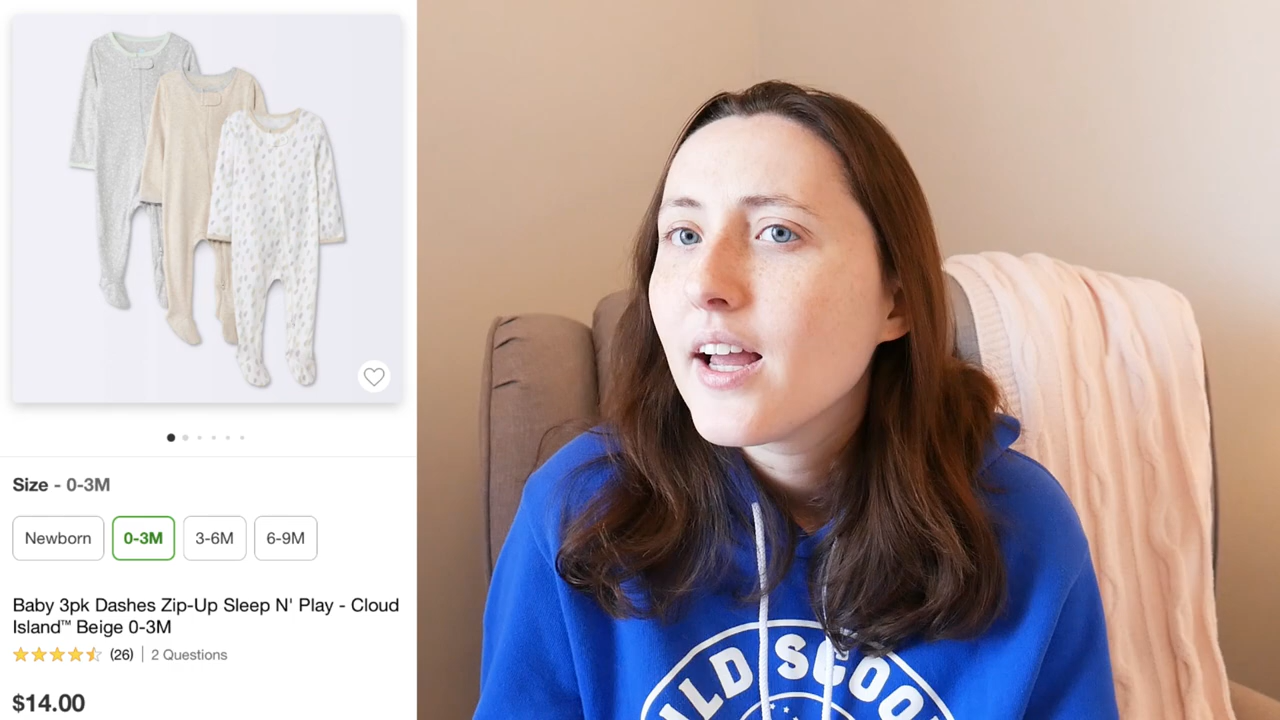 Size - 0-3M
Newborn 0-3M 3-6M 6-9M
Baby 3pk Dashes Zip-Up Sleep N' Play - Cloud
Island™ Beige 0-3M
(26) | 2 Questions
$14.00